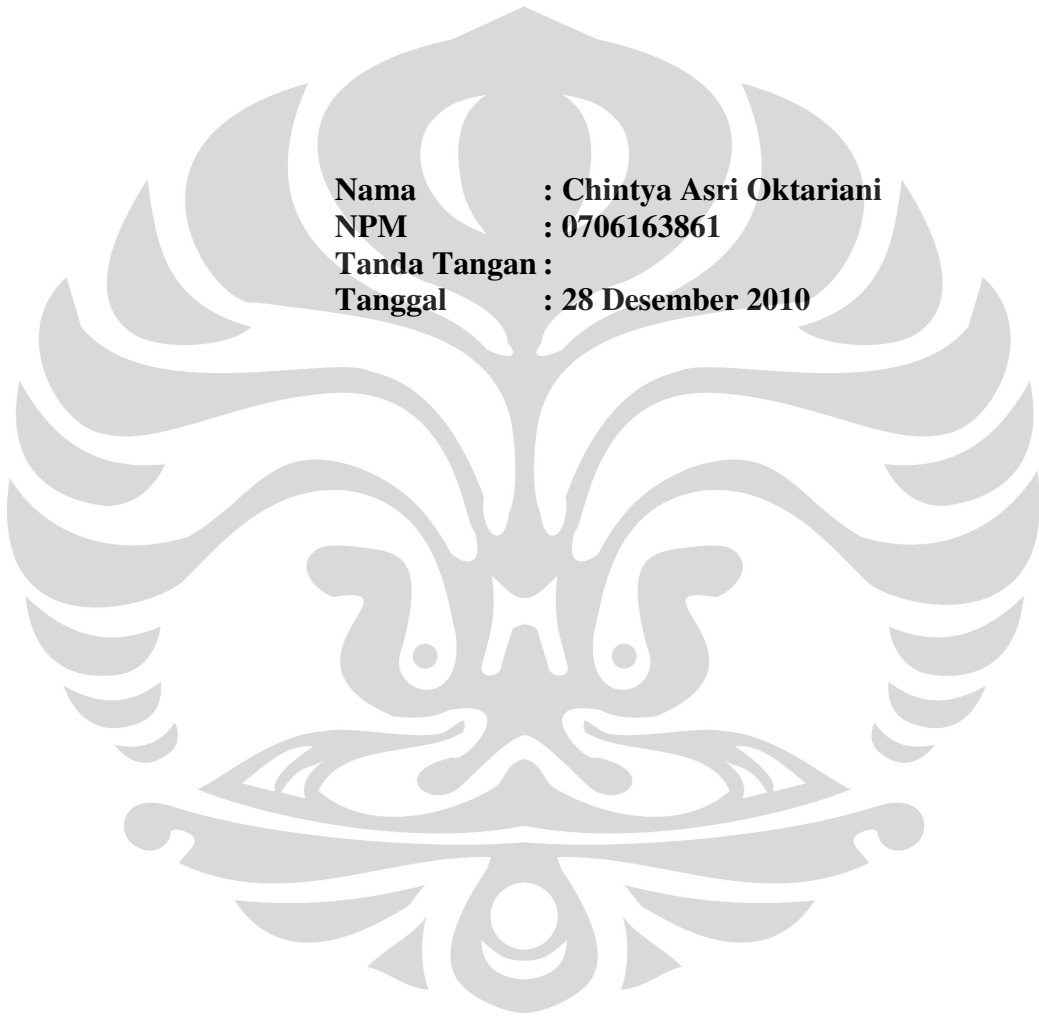 Nama : Chintya Asri Oktariani
NPM : 0706163861
Tanda Tangan :
Tanggal : 28 Desember 2010